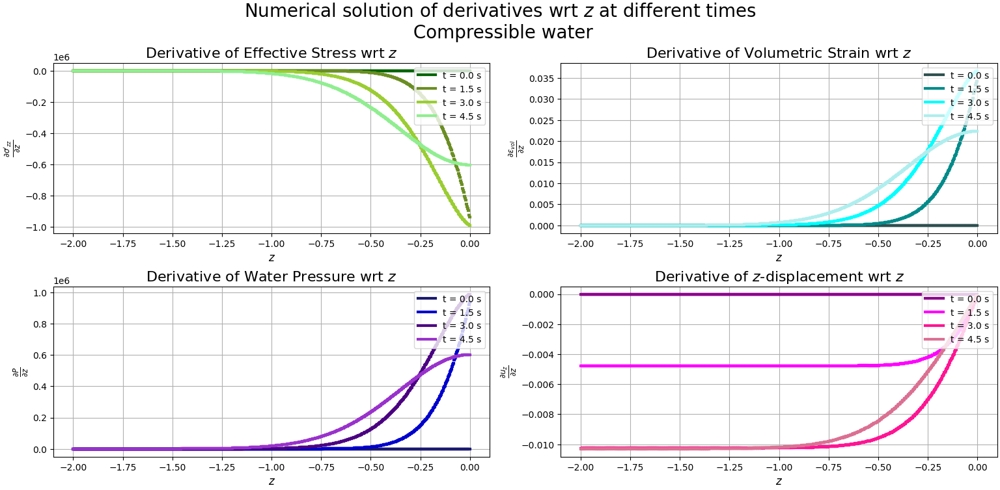 Numerical solution of derivatives wrt z at different times
Compressible water
Derivative of Effective Stress wrt z
1e6
0.0
−0.2
−0.4
−0.6
−0.8
−1.0
∂σ'zz/∂z
t = 0.0 s
t = 1.5 s
t = 3.0 s
t = 4.5 s
−2.00 −1.75 −1.50 −1.25 −1.00 −0.75 −0.50 −0.25 0.00
z
Derivative of Volumetric Strain wrt z
0.035
0.030
0.025
0.020
0.015
0.010
0.005
0.000
∂εvol/∂z
t = 0.0 s
t = 1.5 s
t = 3.0 s
t = 4.5 s
−2.00 −1.75 −1.50 −1.25 −1.00 −0.75 −0.50 −0.25 0.00
z
Derivative of Water Pressure wrt z
1e6
1.0
0.8
0.6
0.4
0.2
0.0
∂P/∂z
t = 0.0 s
t = 1.5 s
t = 3.0 s
t = 4.5 s
−2.00 −1.75 −1.50 −1.25 −1.00 −0.75 −0.50 −0.25 0.00
z
Derivative of z-displacement wrt z
0.000
−0.002
−0.004
−0.006
−0.008
−0.010
∂uz/∂z
t = 0.0 s
t = 1.5 s
t = 3.0 s
t = 4.5 s
−2.00 −1.75 −1.50 −1.25 −1.00 −0.75 −0.50 −0.25 0.00
z